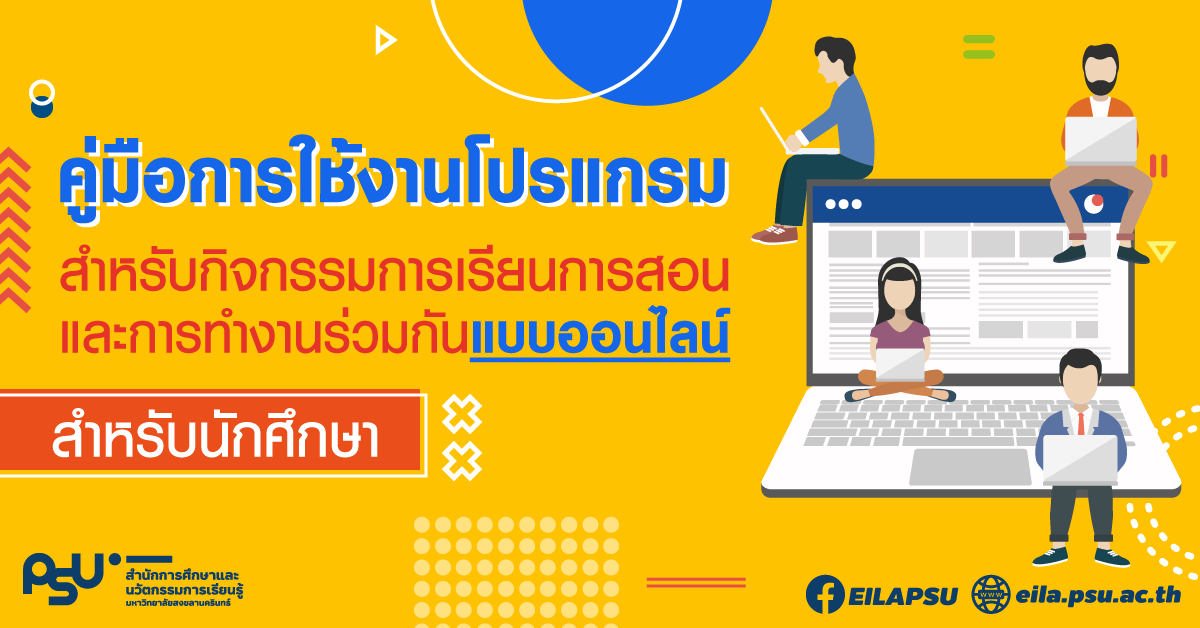 คู่มือการใช้งานโปรแกรม
สำหรับกิจกรรมการเรียนการสอน
และการทำงานร่วมกันแบบออนไลน์
สำหรับนักศึกษา
PSU
สำนักการศึกษาและ
นวัตกรรมการเรียนรู้
มหาวิทยาลัยสงขลานครินทร์
EILAPSU
www
eila.psu.ac.th